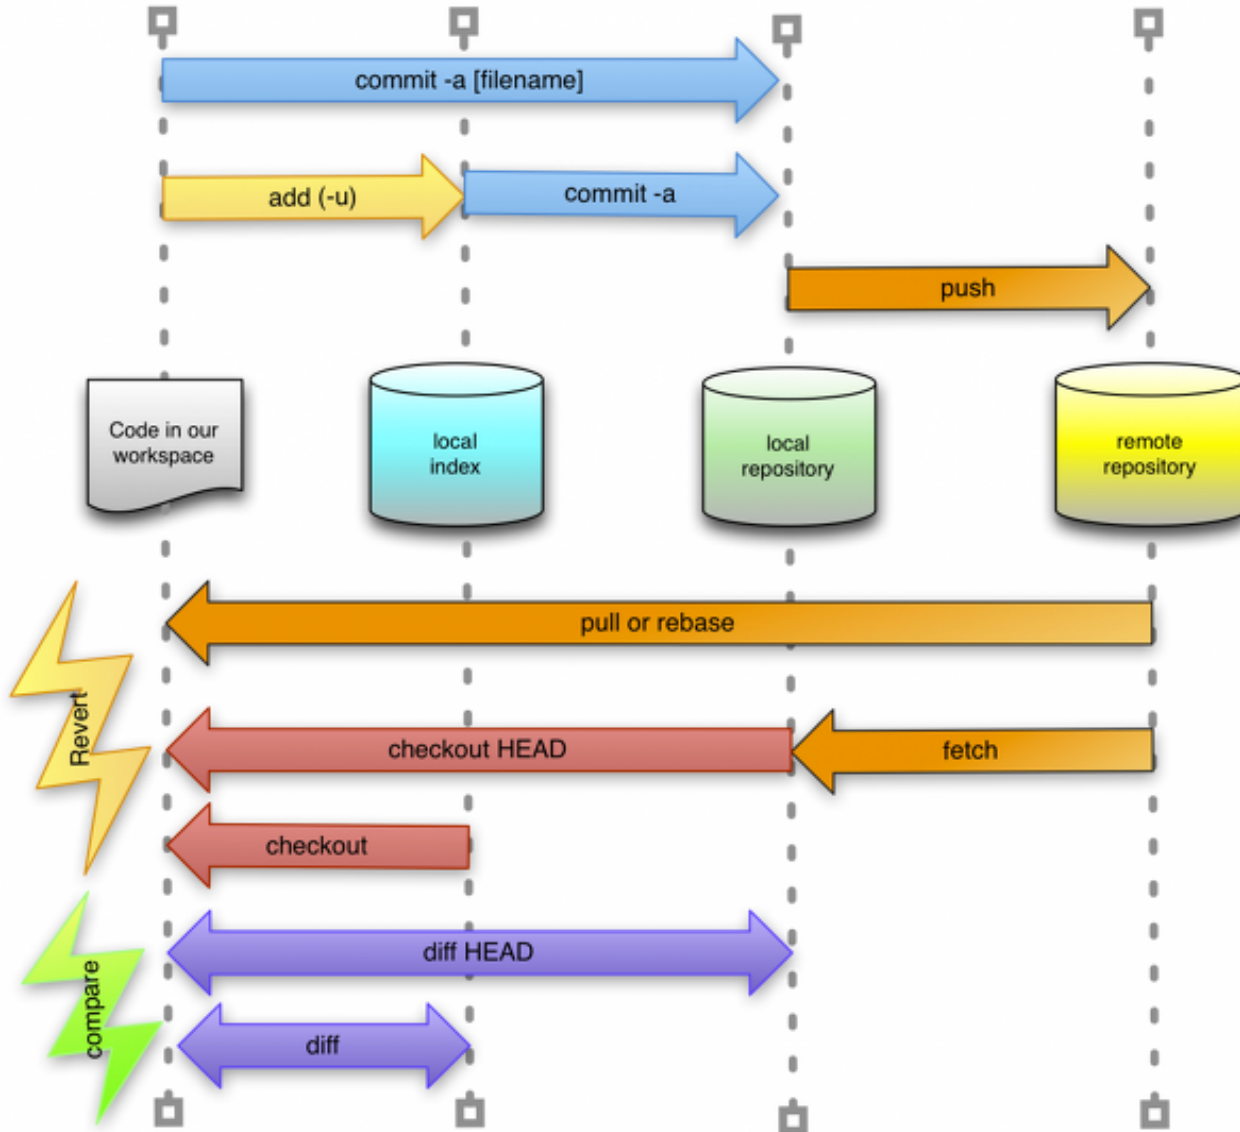 commit -a [filename]
add (-u)
commit -a
push
Code in our
workspace
local
index
local
repository
remote
repository
pull or rebase
Revert
checkout HEAD
fetch
checkout
diff HEAD
compare
diff